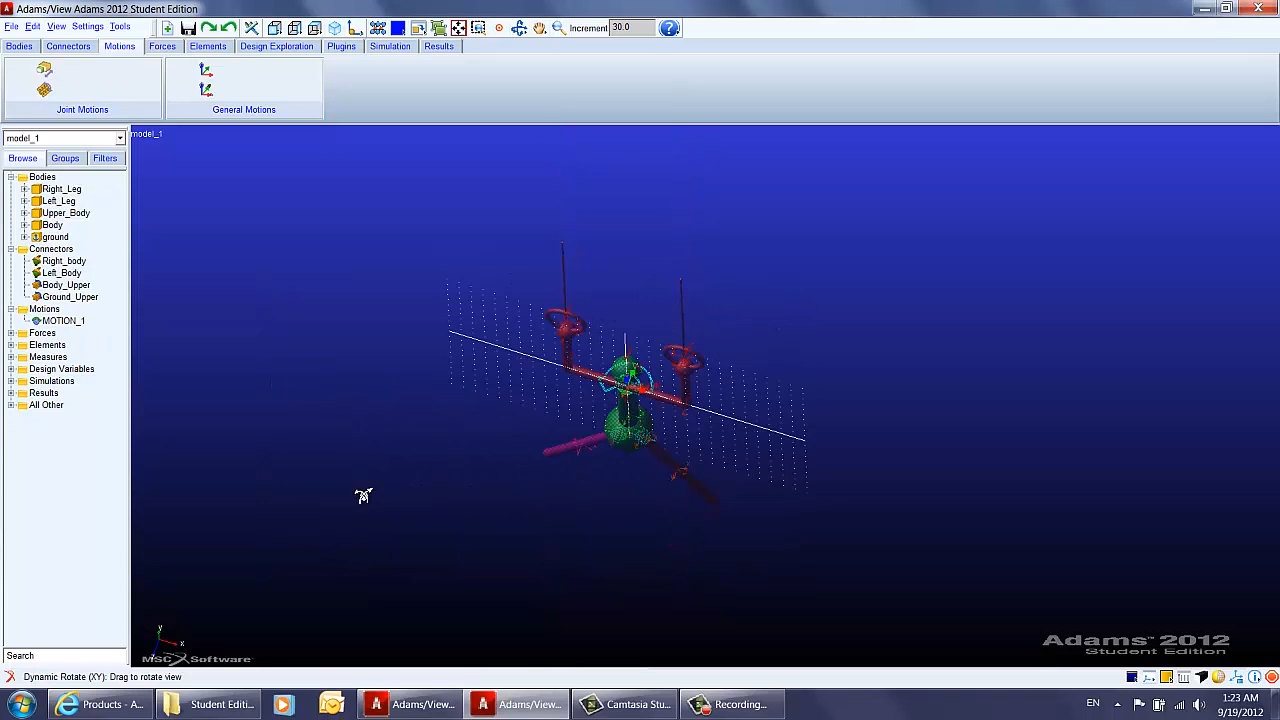 Adams/View Adams 2012 Student Edition
File Edit View Settings Tools
Increment 30.0
Bodies Connectors Motions Forces Elements Design Exploration Plugins Simulation Results
Joint Motions General Motions
model_1
model_1
Browse Groups Filters
Bodies
Right_Leg
Left_Leg
Upper_Body
Body
ground
Connectors
Right_body
Left_Body
Body_Upper
Ground_Upper
Motions
MOTION_1
Forces
Elements
Measures
Design Variables
Simulations
Results
All Other
y
x
MSC Software
Adams™ 2012
Student Edition
Search
Dynamic Rotate (XY): Drag to rotate view
Products - A...
Student Editi...
Adams/View...
Adams/View...
Camtasia Stu...
Recording...
EN
1:23 AM
9/19/2012